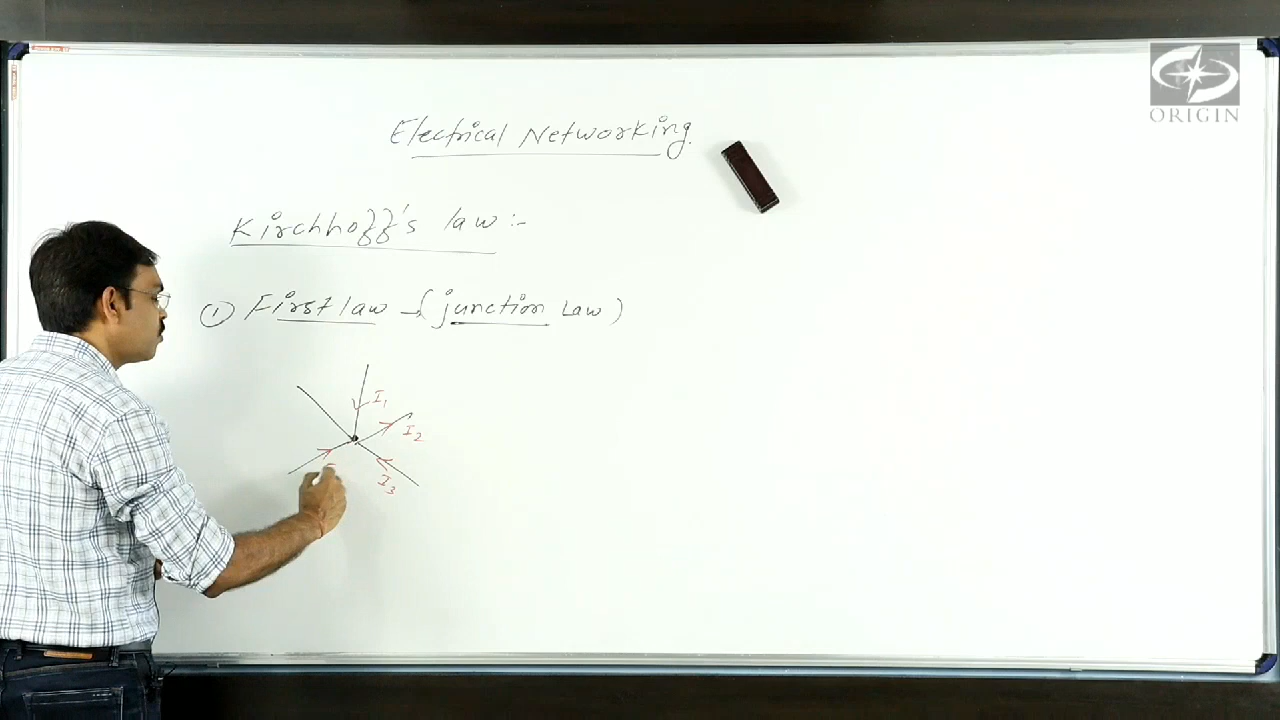 ORIGIN
Electrical Networking.
Kirchhoff's law :-
① First law → (junction Law)
I1
I2
I3